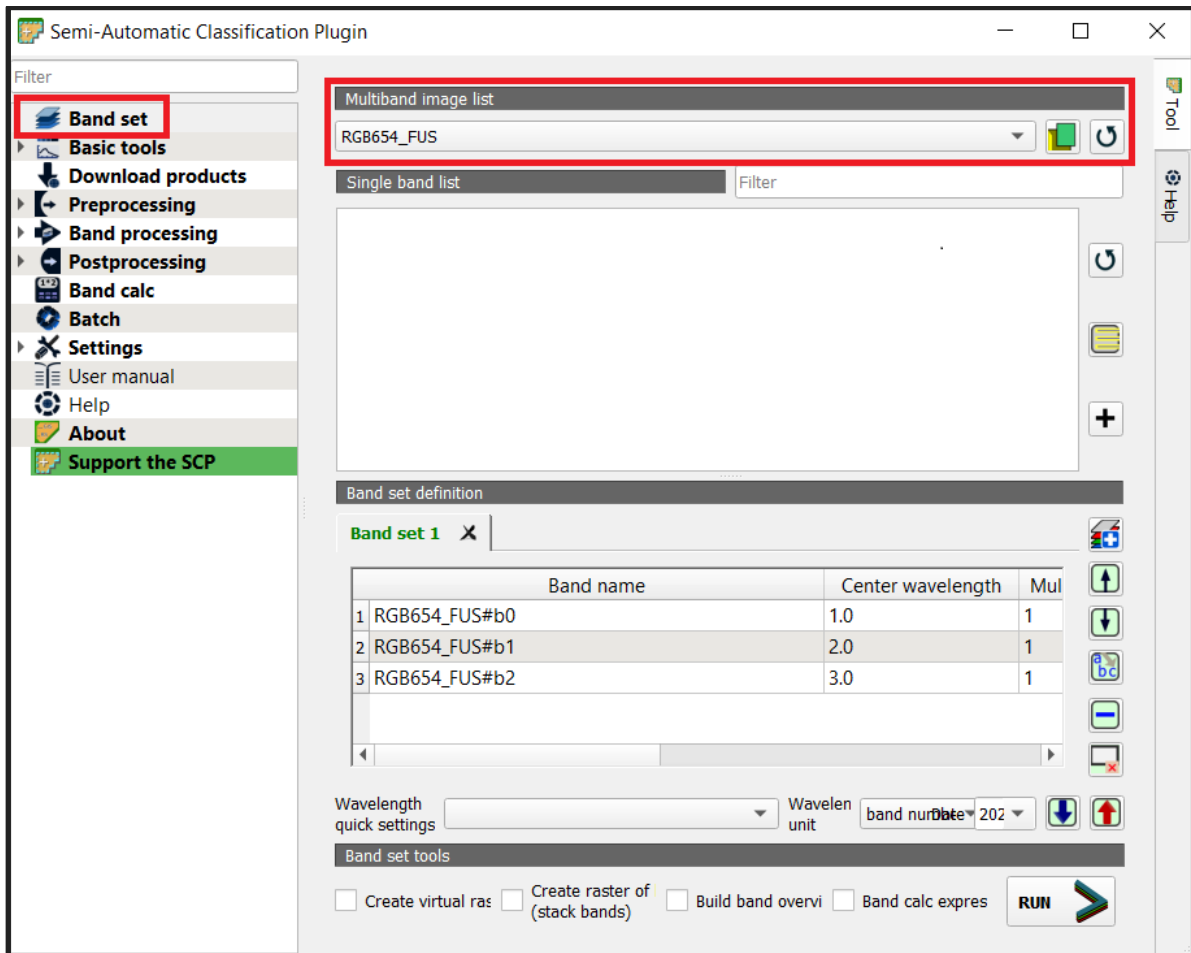 Semi-Automatic Classification Plugin
Filter
Band set
Basic tools
Download products
Preprocessing
Band processing
Postprocessing
Band calc
Batch
Settings
User manual
Help
About
Support the SCP
Multiband image list
RGB654_FUS
Single band list
Filter
Band set definition
Band set 1
Band name Center wavelength Mul
1 RGB654_FUS#b0 1.0 1
2 RGB654_FUS#b1 2.0 1
3 RGB654_FUS#b2 3.0 1
Wavelength
quick settings
Wavelen
unit
band number
Date
202
Band set tools
Create virtual ras
Create raster of
(stack bands)
Build band overvi
Band calc expres
RUN
Tool
Help